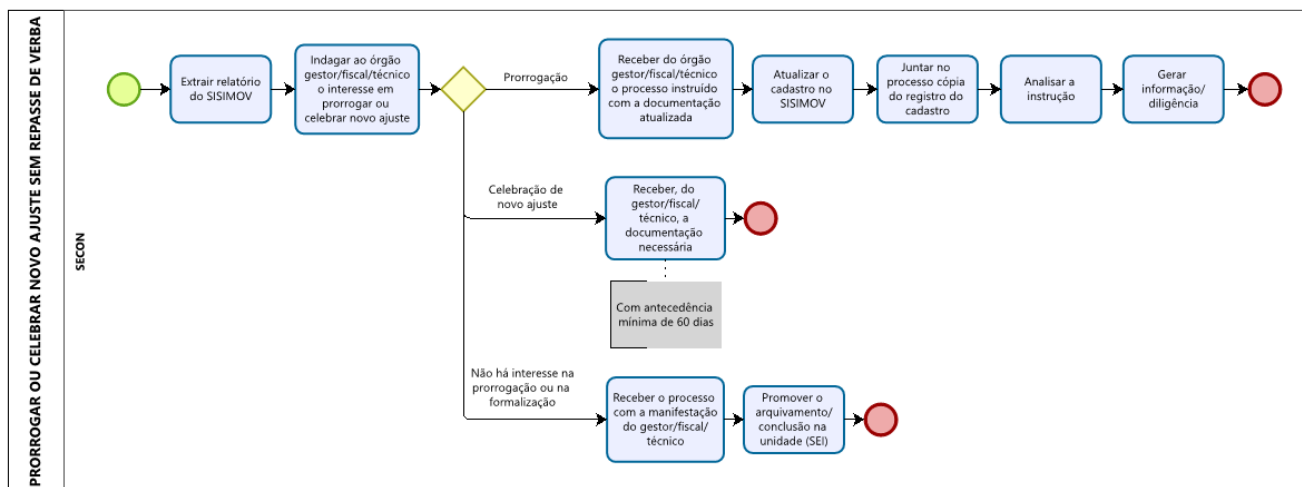 PRORROGAR OU CELEBRAR NOVO AJUSTE SEM REPASSE DE VERBA
SECON
Extrair relatório
do SISIMOV
Indagar ao órgão
gestor/fiscal/técnico
o interesse em
prorrogar ou
celebrar novo ajuste
Prorrogação
Receber do órgão
gestor/fiscal/técnico
o processo instruído
com a documentação
atualizada
Atualizar o
cadastro no
SISIMOV
Juntar no
processo cópia
do registro do
cadastro
Analisar a
instrução
Gerar
informação/
diligência
Celebração de
novo ajuste
Receber, do
gestor/fiscal/
técnico, a
documentação
necessária
Com antecedência
mínima de 60 dias
Não há interesse na
prorrogação ou na
formalização
Receber o processo
com a manifestação
do gestor/fiscal/
técnico
Promover o
arquivamento/
conclusão na
unidade (SEI)